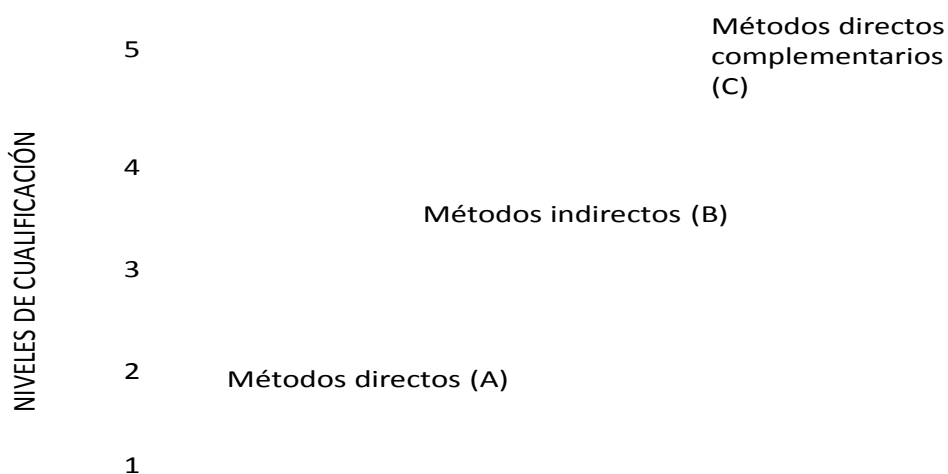 NIVELES DE CUALIFICACIÓN
5
Métodos directos
complementarios
(C)
4
Métodos indirectos (B)
3
2
Métodos directos (A)
1